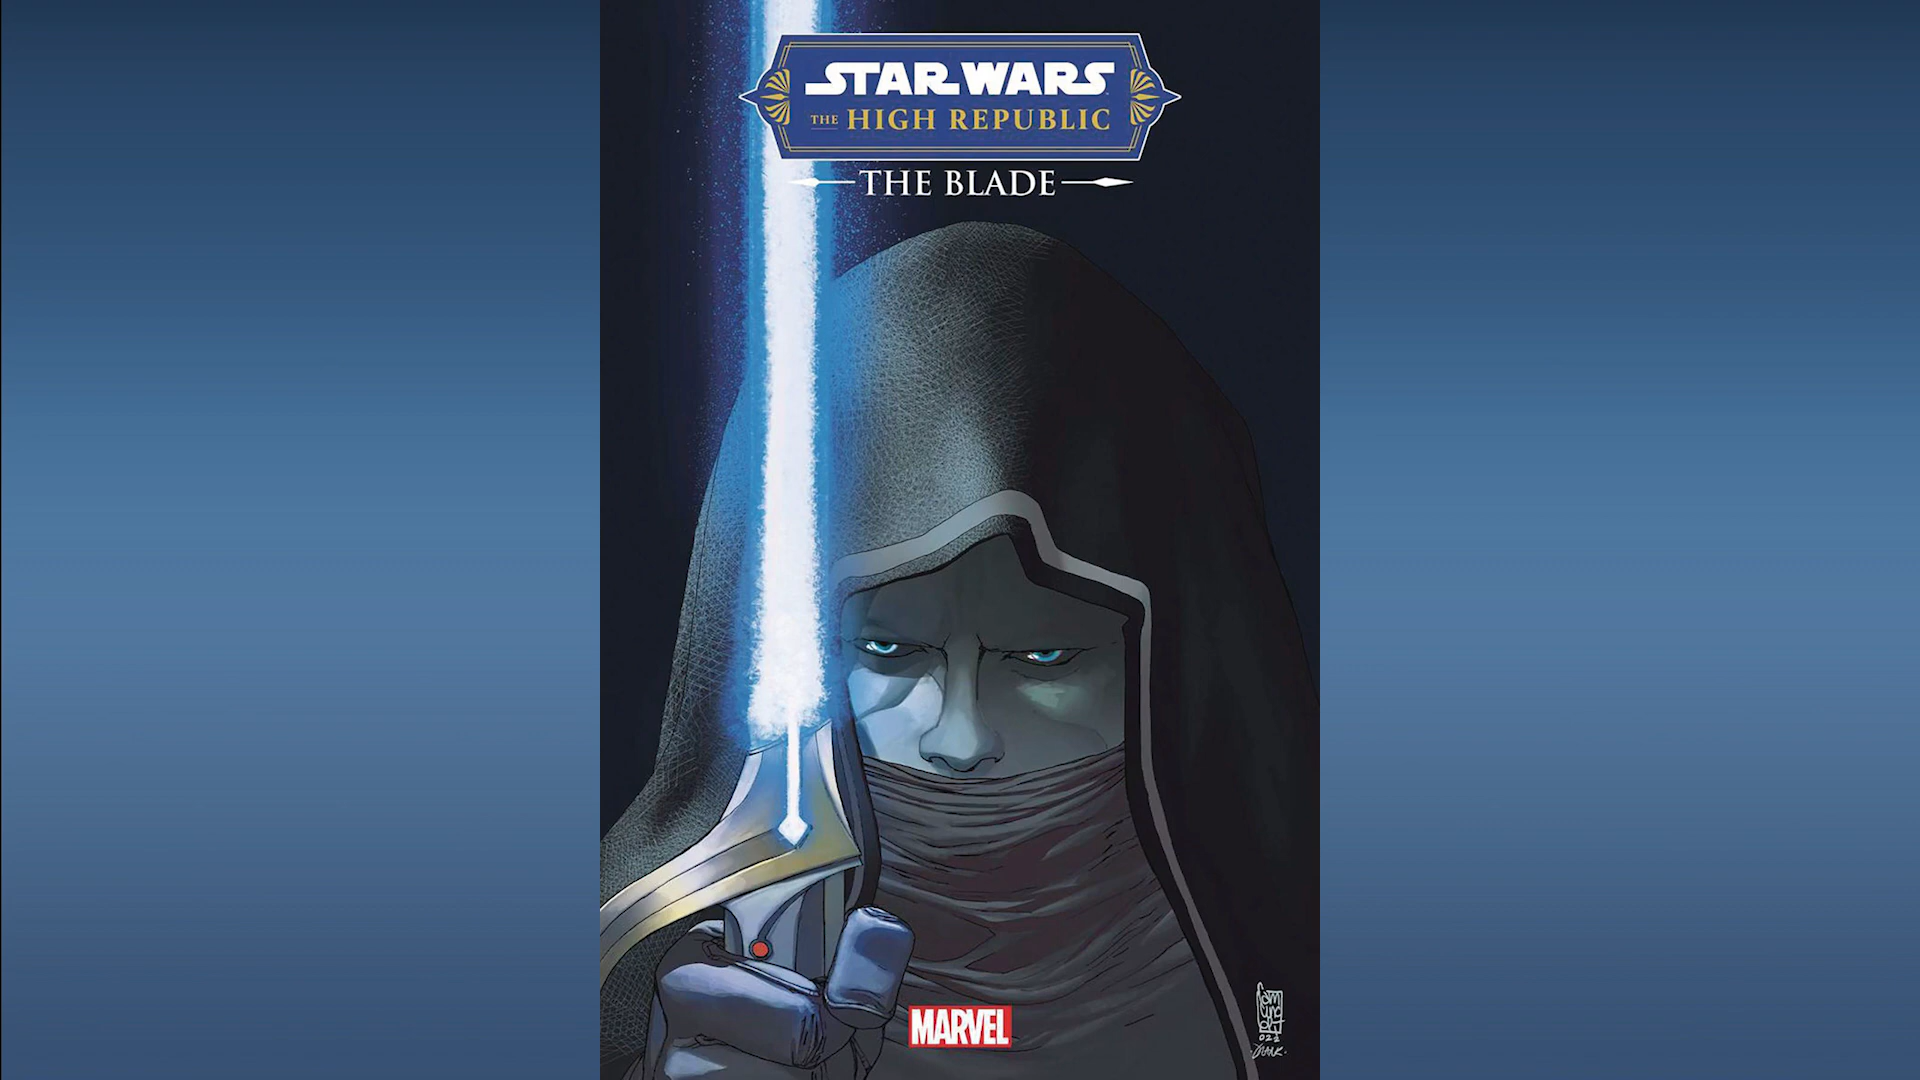 STAR WARS
THE HIGH REPUBLIC
THE BLADE
MARVEL